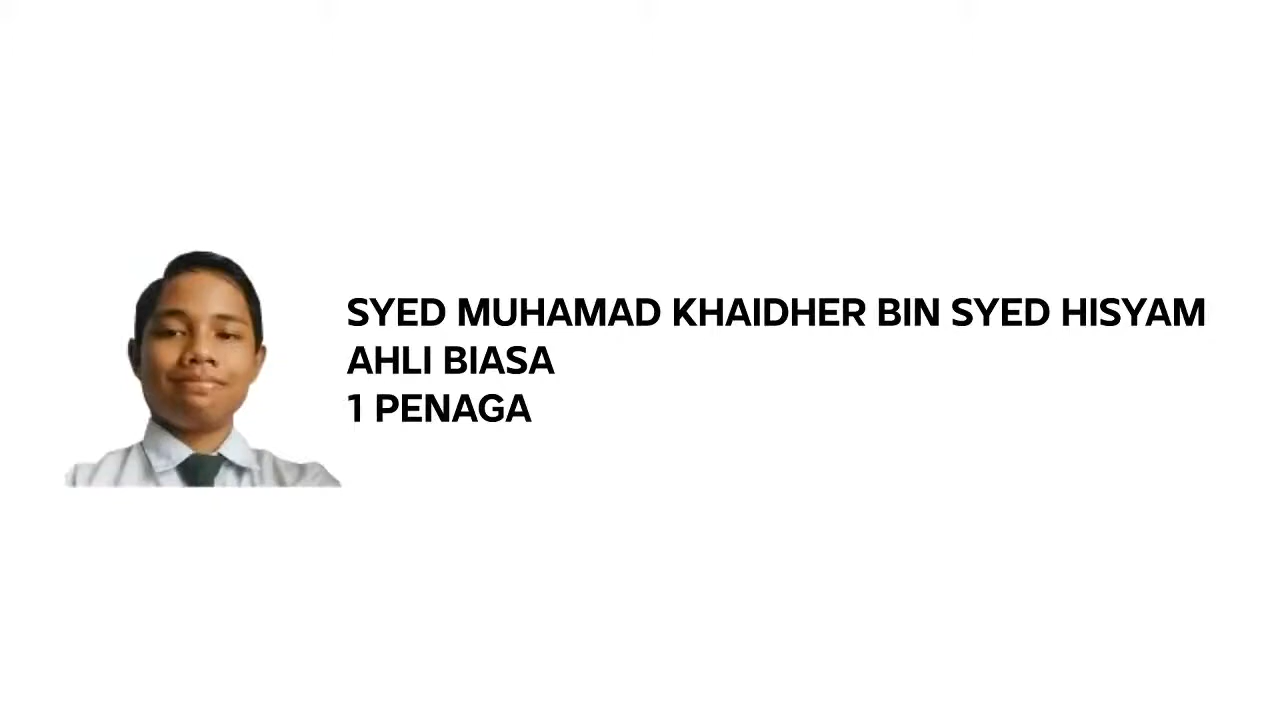 SYED MUHAMAD KHAIDHER BIN SYED HISYAM
AHLI BIASA
1 PENAGA